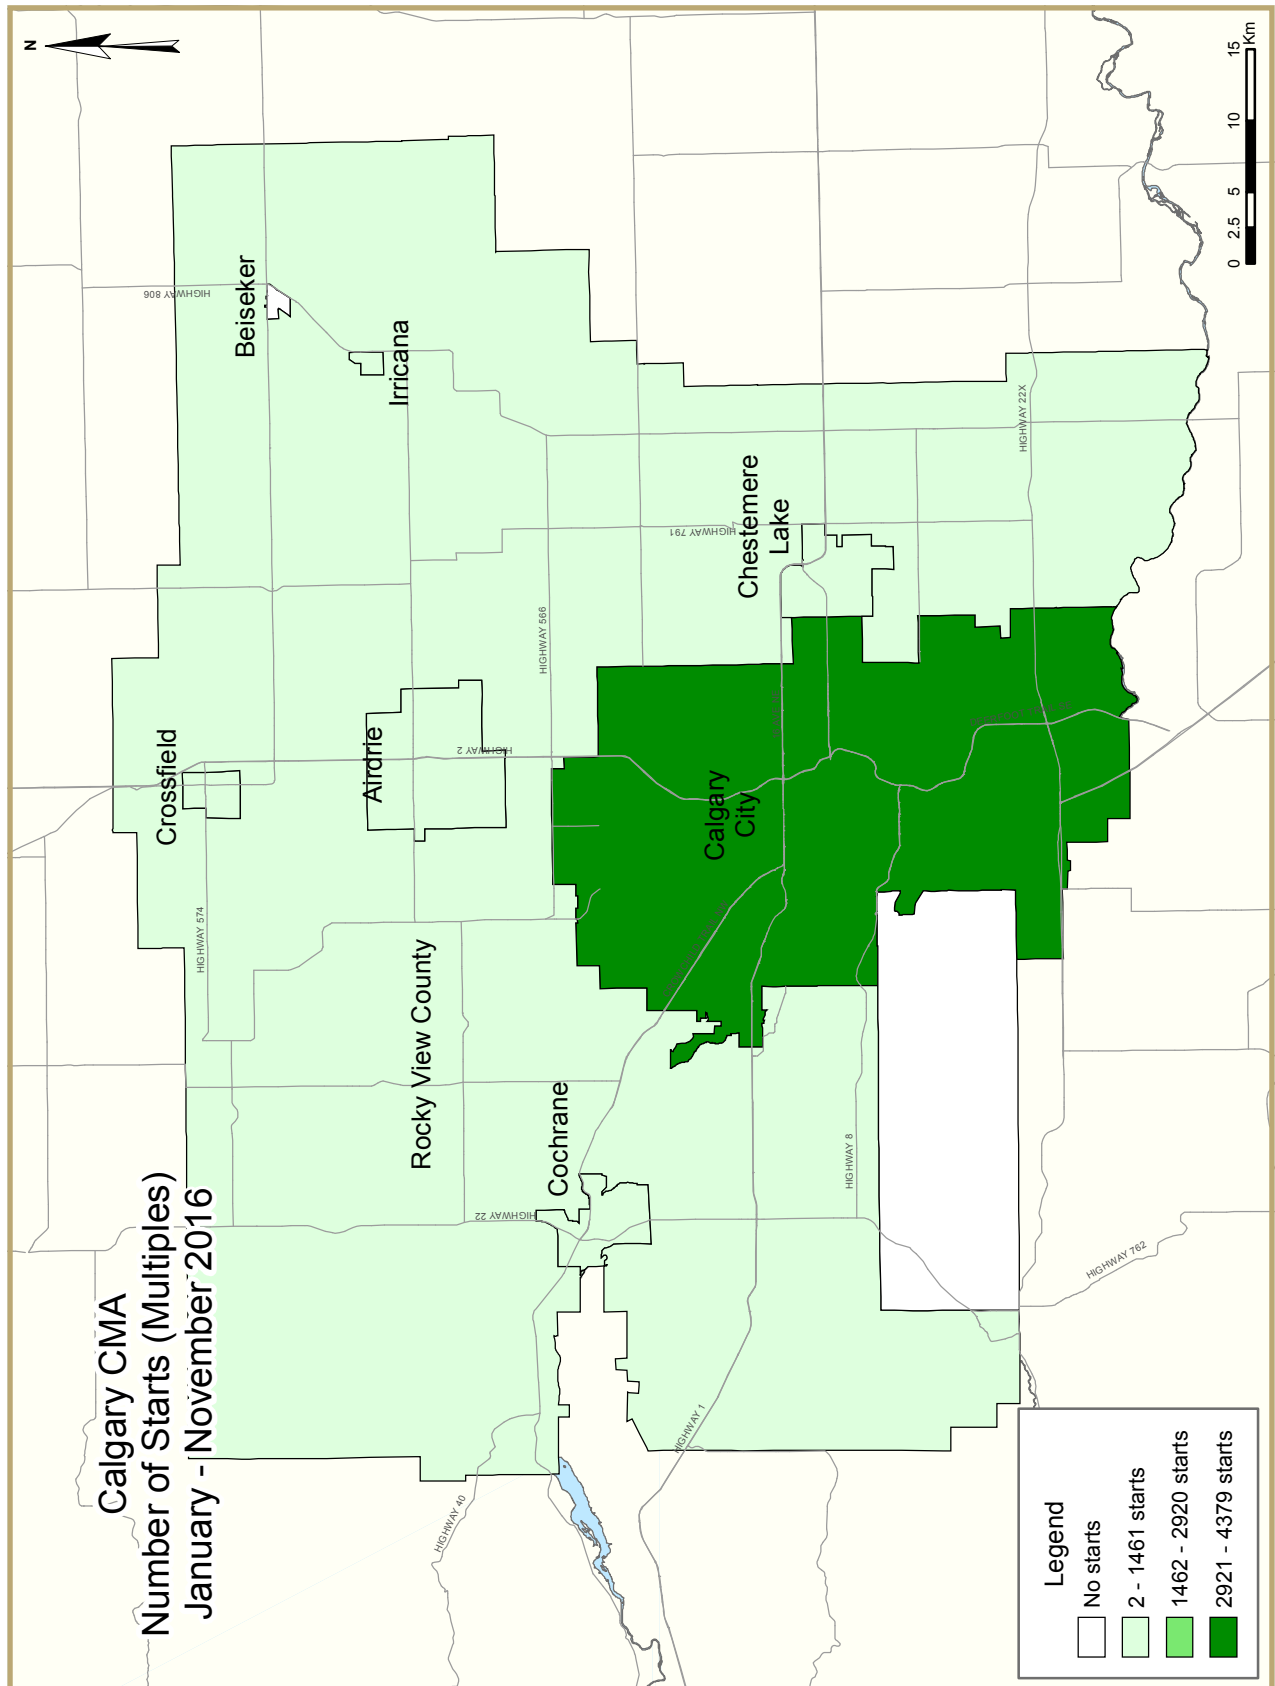 Calgary CMA
Number of Starts (Multiples)
January - November 2016
N
Crossfield
Beiseker
Irricana
Airdrie
Rocky View County
Cochrane
Chestemere
Lake
Calgary
City
HIGHWAY 806
HIGHWAY 574
HIGHWAY 2
HIGHWAY 566
HIGHWAY 791
HIGHWAY 22X
HIGHWAY 22
HIGHWAY 8
HIGHWAY 1
HIGHWAY 40
HIGHWAY 762
Legend
No starts
2 - 1461 starts
1462 - 2920 starts
2921 - 4379 starts
0 2.5 5 10 15
Km